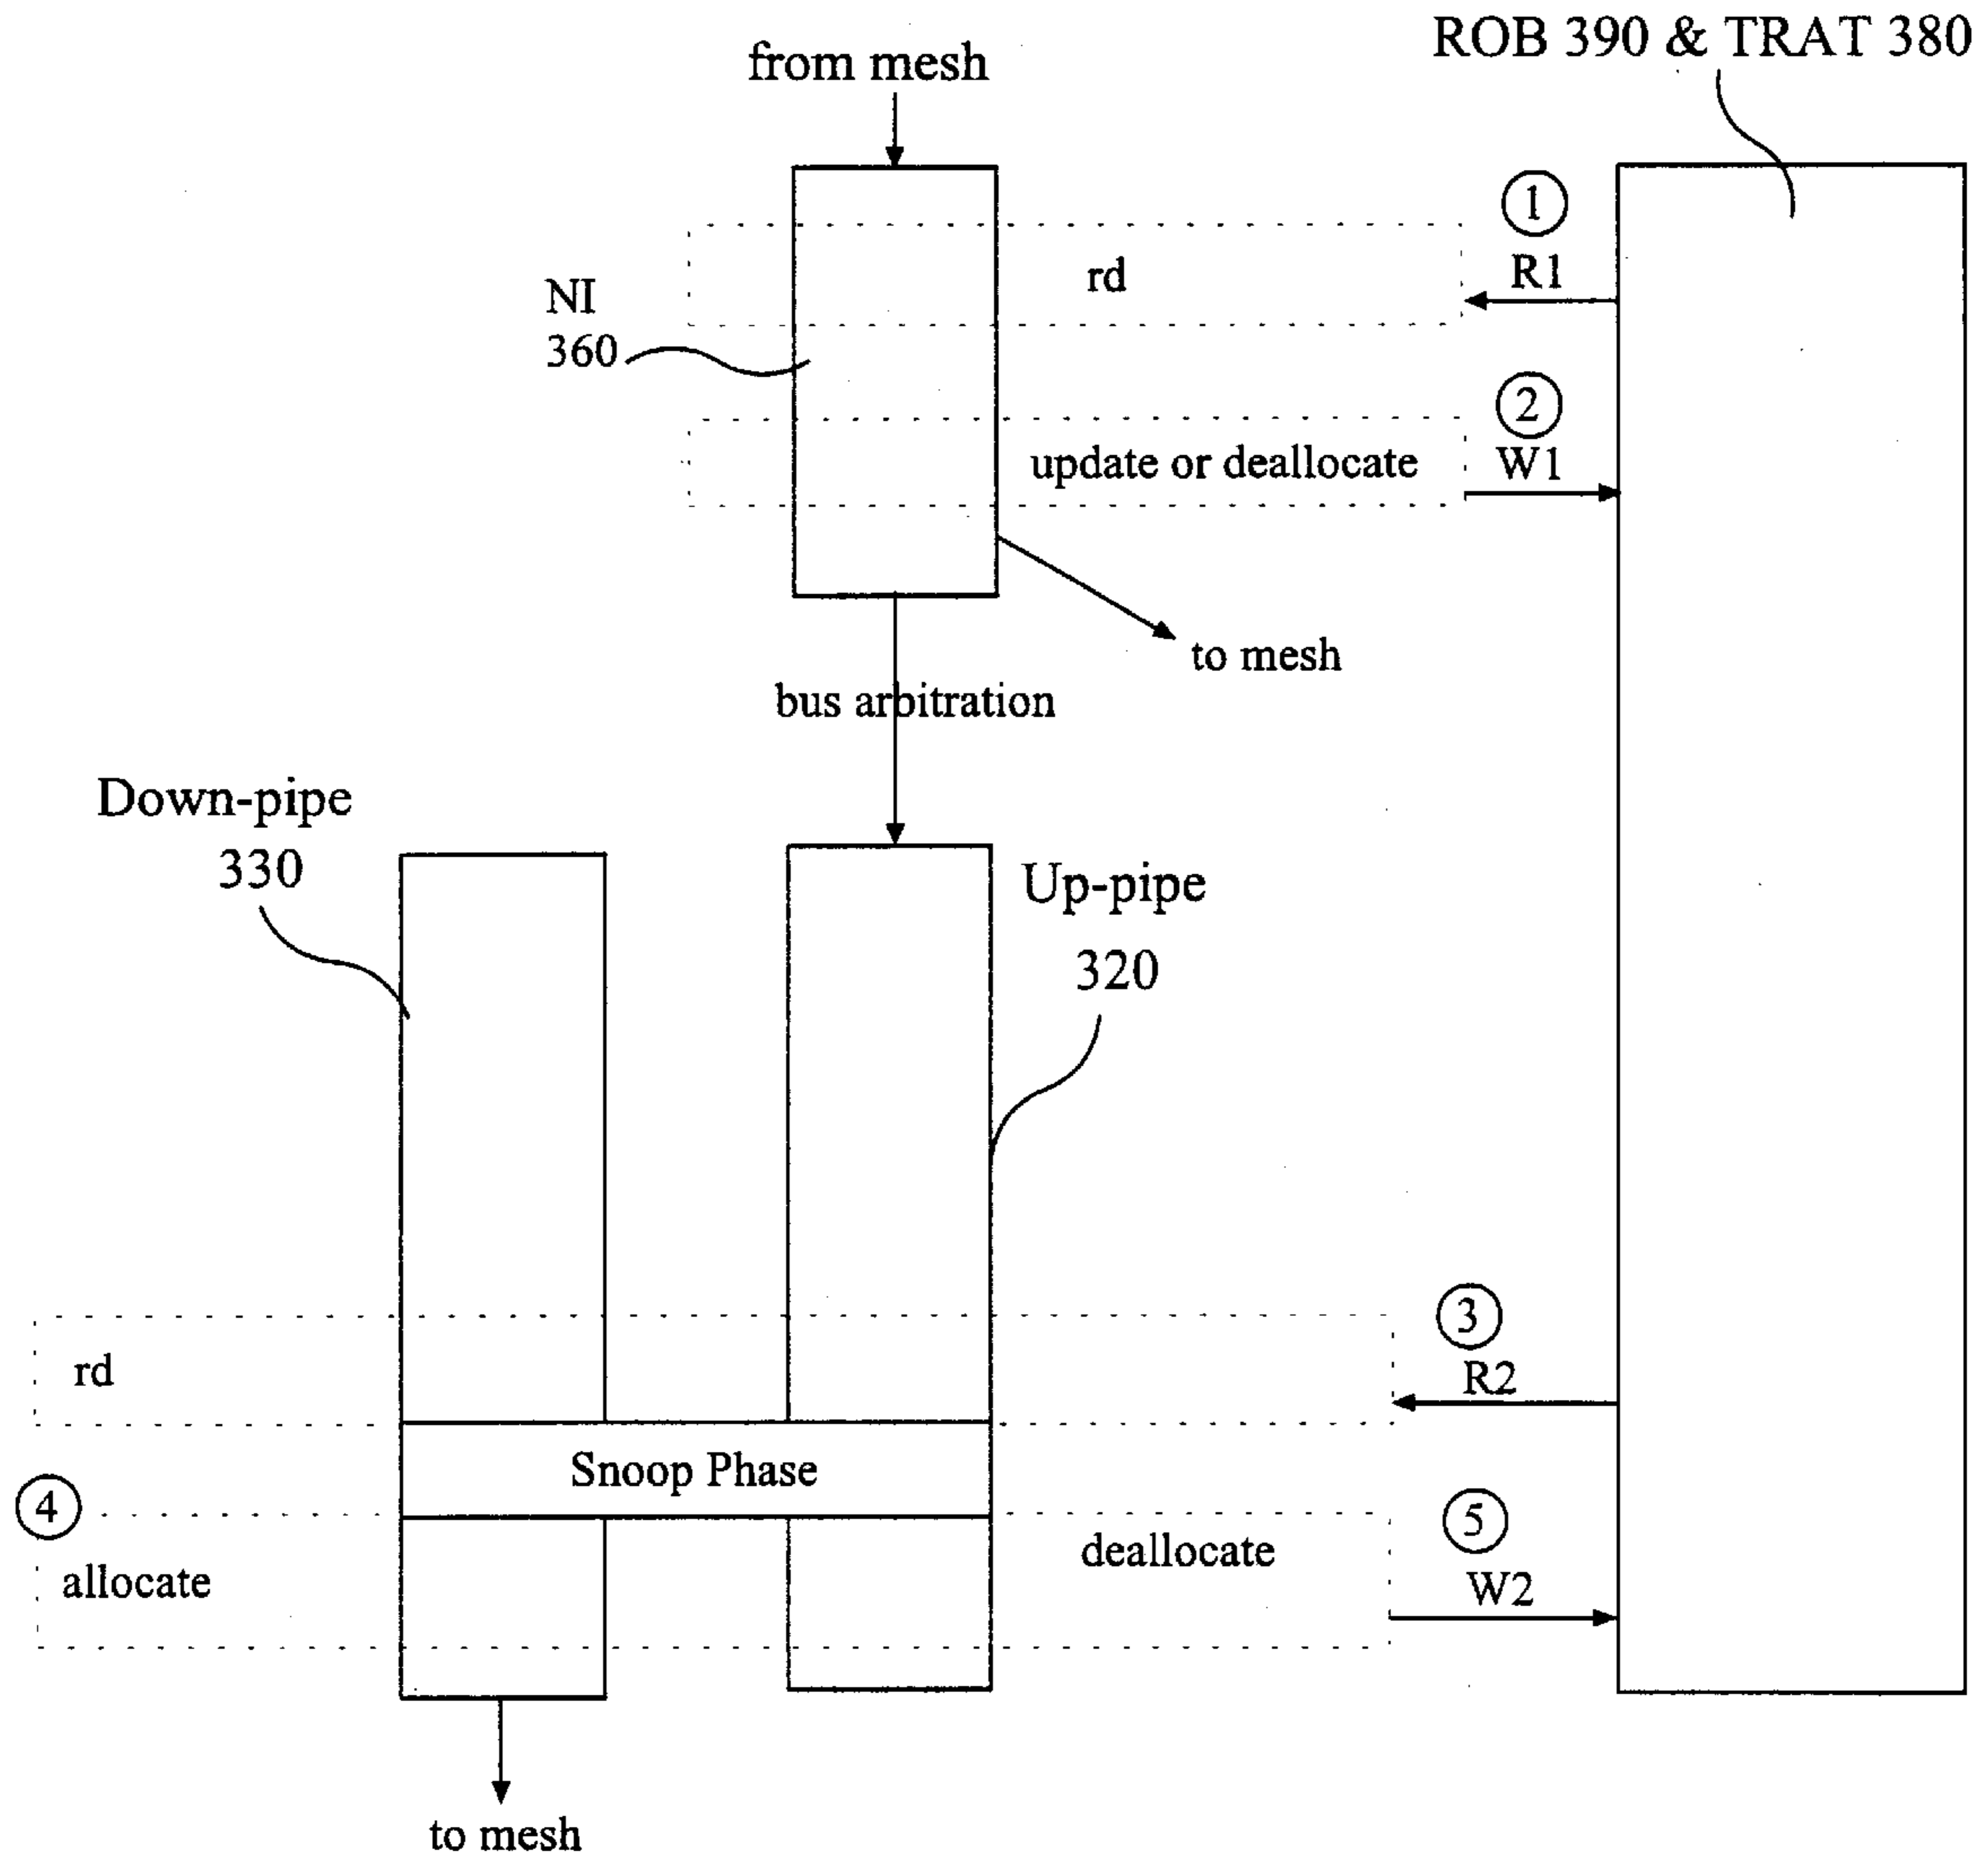 ROB 390 & TRAT 380
from mesh
1
R1
rd
NI
360
2
W1
update or deallocate
to mesh
bus arbitration
Down-pipe
330
Up-pipe
320
3
R2
rd
Snoop Phase
4
5
deallocate
allocate
W2
to mesh